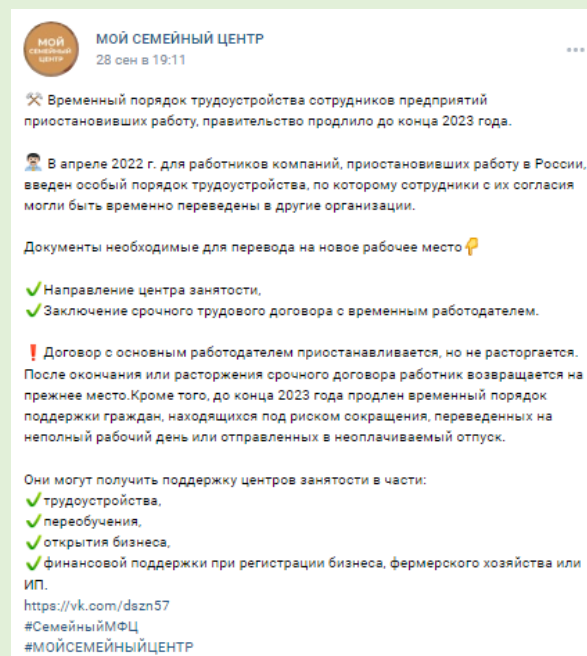 МОЙ
СЕМЕЙНЫЙ
ЦЕНТР
МОЙ СЕМЕЙНЫЙ ЦЕНТР
28 сен в 19:11
Временный порядок трудоустройства сотрудников предприятий
приостановивших работу, правительство продлило до конца 2023 года.
В апреле 2022 г. для работников компаний, приостановивших работу в России,
введен особый порядок трудоустройства, по которому сотрудники с их согласия
могли быть временно переведены в другие организации.
Документы необходимые для перевода на новое рабочее место👇
✔Направление центра занятости,
✔Заключение срочного трудового договора с временным работодателем.
❗ Договор с основным работодателем приостанавливается, но не расторгается.
После окончания или расторжения срочного договора работник возвращается на
прежнее место.Кроме того, до конца 2023 года продлен временный порядок
поддержки граждан, находящихся под риском сокращения, переведенных на
неполный рабочий день или отправленных в неоплачиваемый отпуск.
Они могут получить поддержку центров занятости в части:
✔трудоустройства,
✔переобучения,
✔открытия бизнеса,
✔финансовой поддержки при регистрации бизнеса, фермерского хозяйства или
ИП.
https://vk.com/dszn57
#СемейныйМФЦ
#МОЙСЕМЕЙНЫЙЦЕНТР